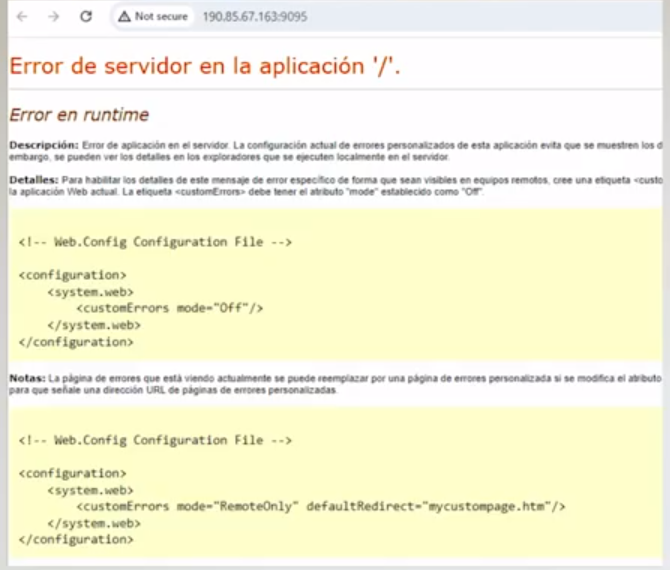 Not secure 190.85.67.163:9095
Error de servidor en la aplicación '/'.
Error en runtime
Descripción: Error de aplicación en el servidor. La configuración actual de errores personalizados de esta aplicación evita que se muestren los d
embargo, se pueden ver los detalles en los exploradores que se ejecuten localmente en el servidor.
Detalles: Para habilitar los detalles de este mensaje de error específico de forma que sean visibles en equipos remotos, cree una etiqueta <custo
la aplicación Web actual. La etiqueta <customErrors> debe tener el atributo "mode" establecido como "Off".
<!-- Web.Config Configuration File -->
<configuration>
<system.web>
<customErrors mode="Off"/>
</system.web>
</configuration>
Notas: La página de errores que está viendo actualmente se puede reemplazar por una página de errores personalizada si se modifica el atributo
para que señale una dirección URL de páginas de errores personalizadas.
<!-- Web.Config Configuration File -->
<configuration>
<system.web>
<customErrors mode="RemoteOnly" defaultRedirect="mycustompage.htm"/>
</system.web>
</configuration>